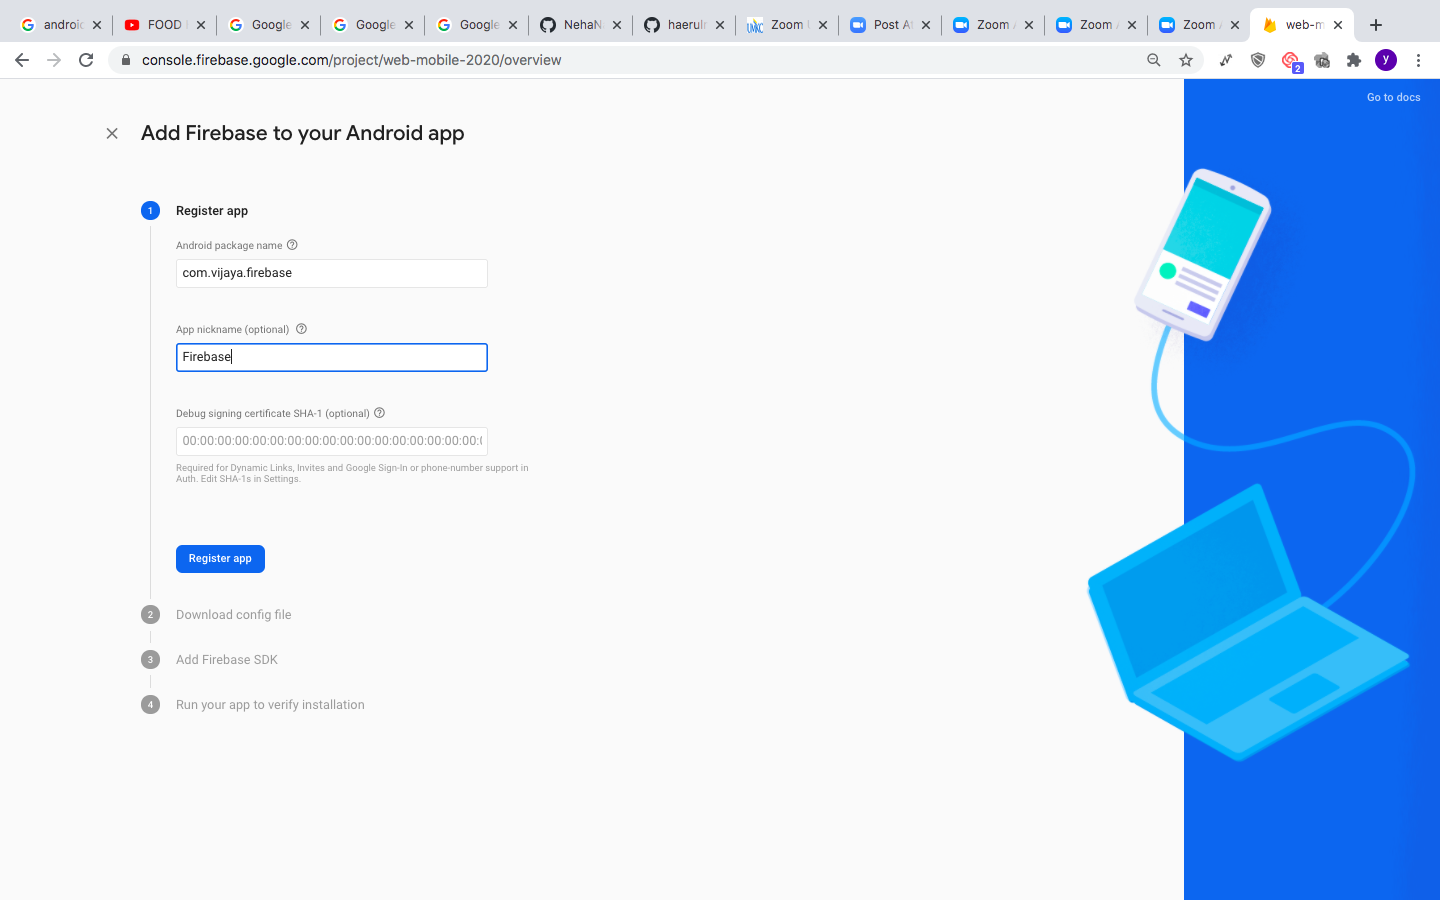 android
FOOD
Google
Google
Google
NehaN
haerulr
Zoom
Post A
Zoom
Zoom
Zoom
web-m
console.firebase.google.com/project/web-mobile-2020/overview
2
y
Go to docs
Add Firebase to your Android app
1 Register app
Android package name ?
com.vijaya.firebase
App nickname (optional) ?
Firebase
Debug signing certificate SHA-1 (optional) ?
00:00:00:00:00:00:00:00:00:00:00:00:00:00:00:00:00:
Required for Dynamic Links, Invites and Google Sign-In or phone-number support in
Auth. Edit SHA-1s in Settings.
Register app
2 Download config file
3 Add Firebase SDK
4 Run your app to verify installation